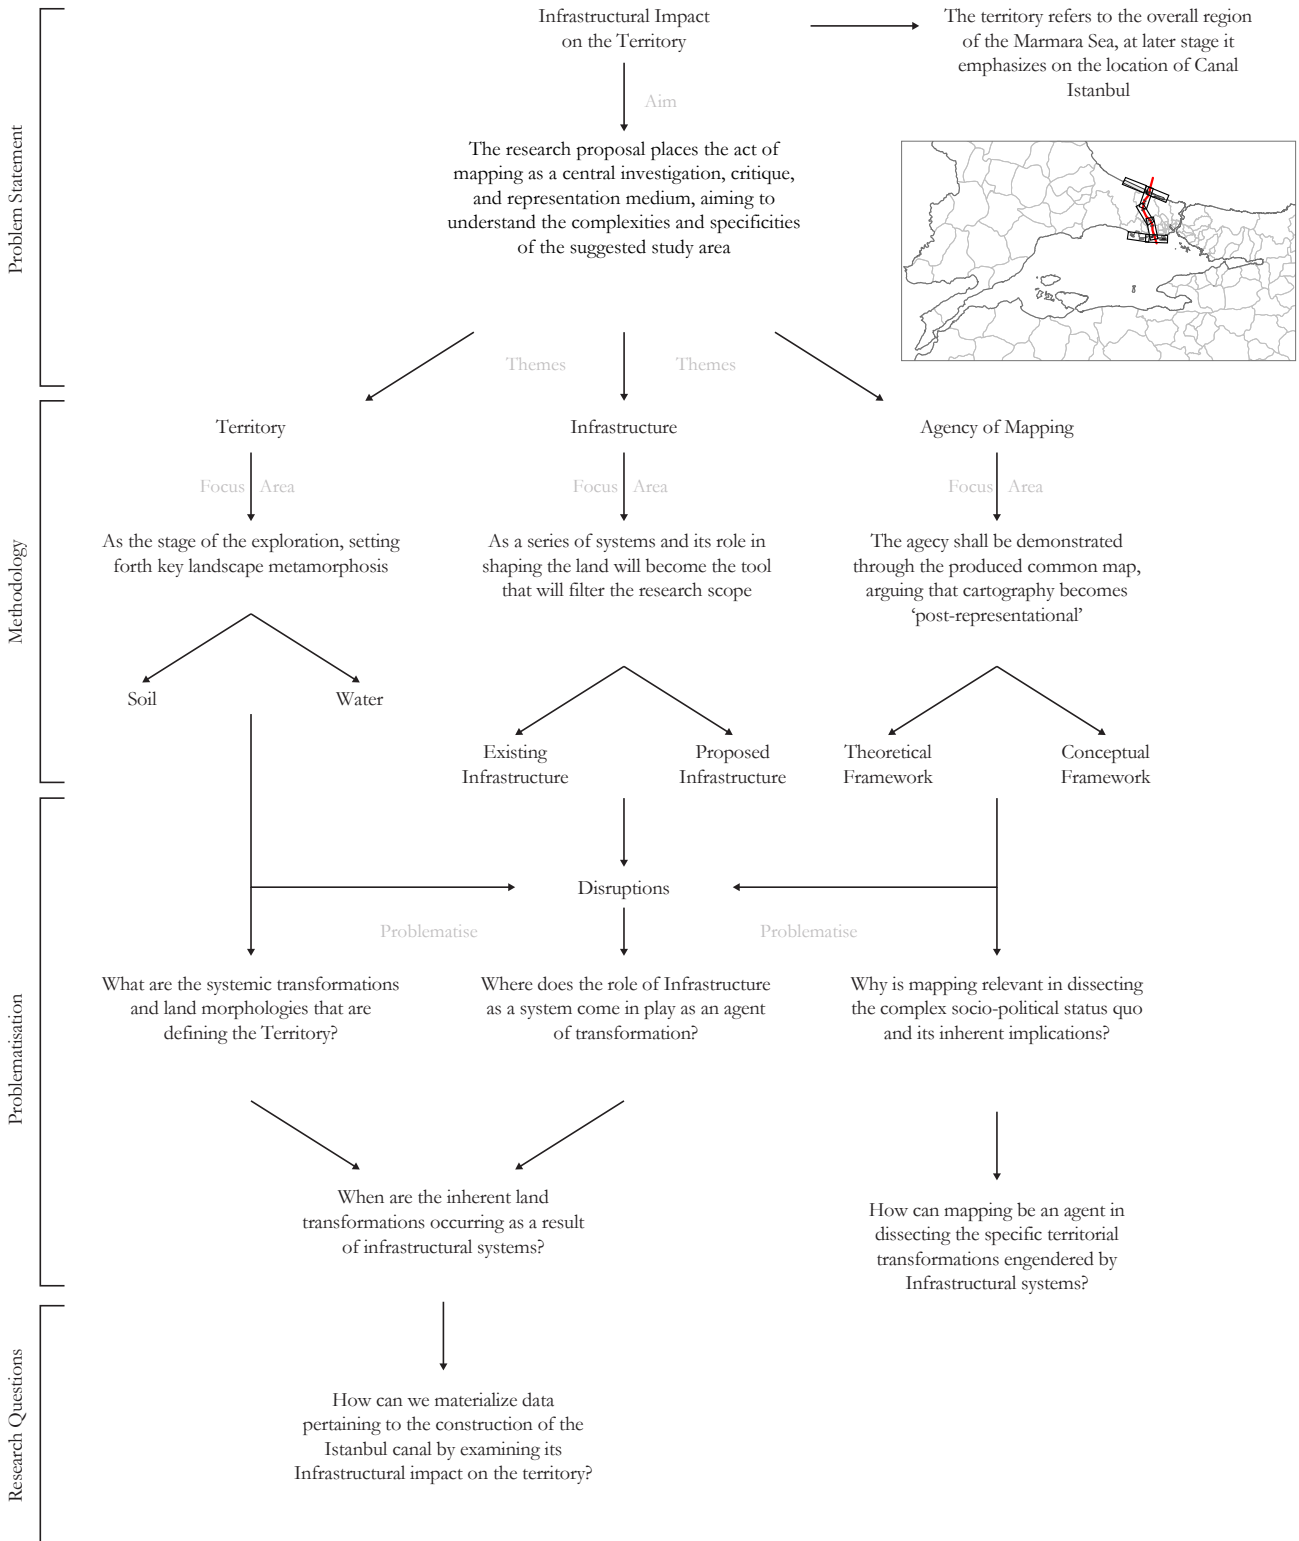 Problem Statement
Infrastructural Impact
on the Territory
The territory refers to the overall region
of the Marmara Sea, at later stage it
emphasizes on the location of Canal
Istanbul
Aim
The research proposal places the act of
mapping as a central investigation, critique,
and representation medium, aiming to
understand the complexities and specificities
of the suggested study area
Themes
Themes
Methodology
Territory
Infrastructure
Agency of Mapping
Focus Area
Focus Area
Focus Area
As the stage of the exploration, setting
forth key landscape metamorphosis
As a series of systems and its role in
shaping the land will become the tool
that will filter the research scope
The agecy shall be demonstrated
through the produced common map,
arguing that cartography becomes
‘post-representational’
Soil
Water
Existing
Infrastructure
Proposed
Infrastructure
Theoretical
Framework
Conceptual
Framework
Problematisation
Disruptions
Problematise
Problematise
What are the systemic transformations
and land morphologies that are
defining the Territory?
Where does the role of Infrastructure
as a system come in play as an agent
of transformation?
Why is mapping relevant in dissecting
the complex socio-political status quo
and its inherent implications?
When are the inherent land
transformations occurring as a result
of infrastructural systems?
How can mapping be an agent in
dissecting the specific territorial
transformations engendered by
Infrastructural systems?
Research Questions
How can we materialize data
pertaining to the construction of the
Istanbul canal by examining its
Infrastructural impact on the territory?